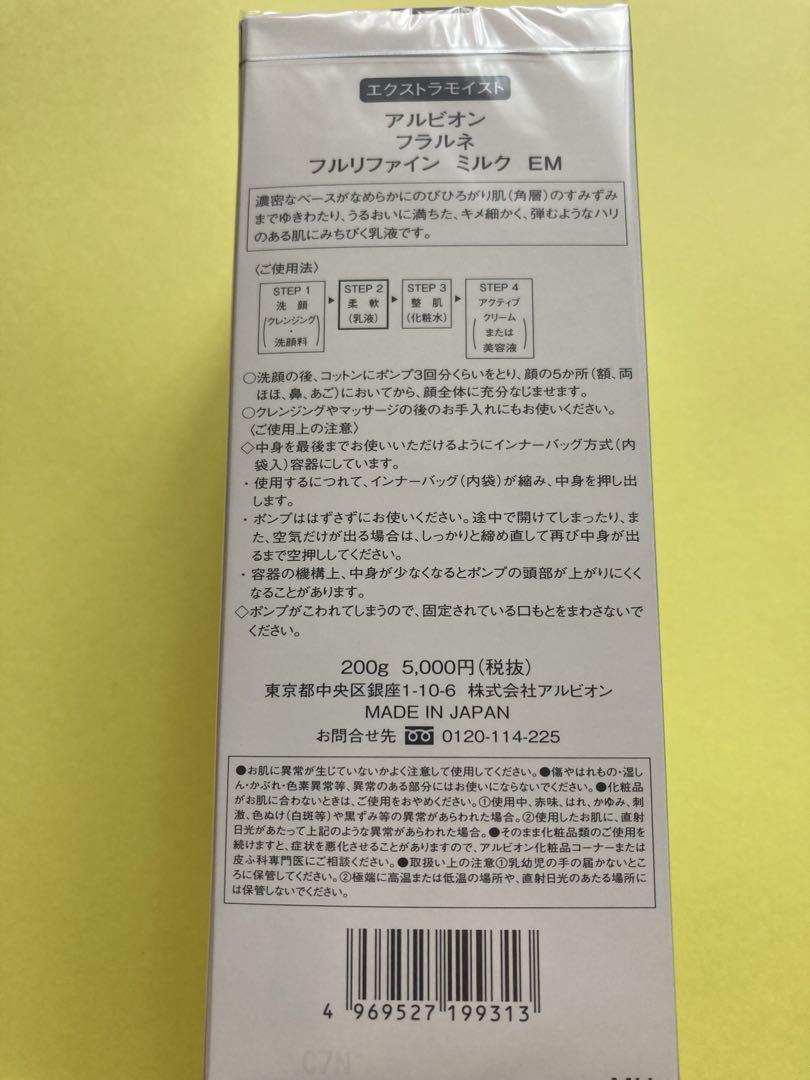 エクストラモイスト
アルビオン
フラルネ
フルリファイン ミルク EM
濃密なベースがなめらかにのびひろがり肌(角層)のすみずみ
までゆきわたり、うるおいに満ちた、キメ細かく、弾むようなハリ
のある肌にみちびく乳液です。
〈ご使用法〉
STEP 1
洗 顔
(クレンジング
・
洗顔料)
▶
STEP 2
柔 軟
(乳液)
▶
STEP 3
整 肌
(化粧水)
▶
STEP 4
アクティブ
(クリーム
または
美容液)
○洗顔の後、コットンにポンプ3回分くらいをとり、顔の5か所(額、両
ほほ、鼻、あご)においてから、顔全体に充分なじませます。
○クレンジングやマッサージの後のお手入れにもお使いください。
〈ご使用上の注意〉
◇中身を最後までお使いいただけるようにインナーバッグ方式(内
袋入)容器にしています。
・使用するにつれて、インナーバッグ(内袋)が縮み、中身を押し出
します。
・ポンプははずさずにお使いください。途中で開けてしまったり、ま
た、空気だけが出る場合は、しっかりと締め直して再び中身が出
るまで空押ししてください。
・容器の機構上、中身が少なくなるとポンプの頭部が上がりにくく
なることがあります。
◇ポンプがこわれてしまうので、固定されている口もとをまわさないで
ください。
200g 5,000円(税抜)
東京都中央区銀座1-10-6 株式会社アルビオン
MADE IN JAPAN
お問合せ先 0120-114-225
●お肌に異常が生じていないかよく注意して使用してください。●傷やはれもの・湿し
ん・かぶれ・色素異常等、異常のある部分にはお使いにならないでください。●化粧品
がお肌に合わないときは、ご使用をおやめください。①使用中、赤味、はれ、かゆみ、刺
激、色ぬけ(白斑等)や黒ずみ等の異常があらわれた場合。②使用したお肌に、直射
日光があたって上記のような異常があらわれた場合。●そのまま化粧品類のご使用を
続けますと、症状を悪化させることがありますので、アルビオン化粧品コーナーまたは
皮ふ科専門医にご相談ください。●取扱い上の注意①乳幼児の手の届かないとこ
ろに保管してください。②極端に高温または低温の場所や、直射日光のあたる場所に
は保管しないでください。
4 969527 199313
C7N